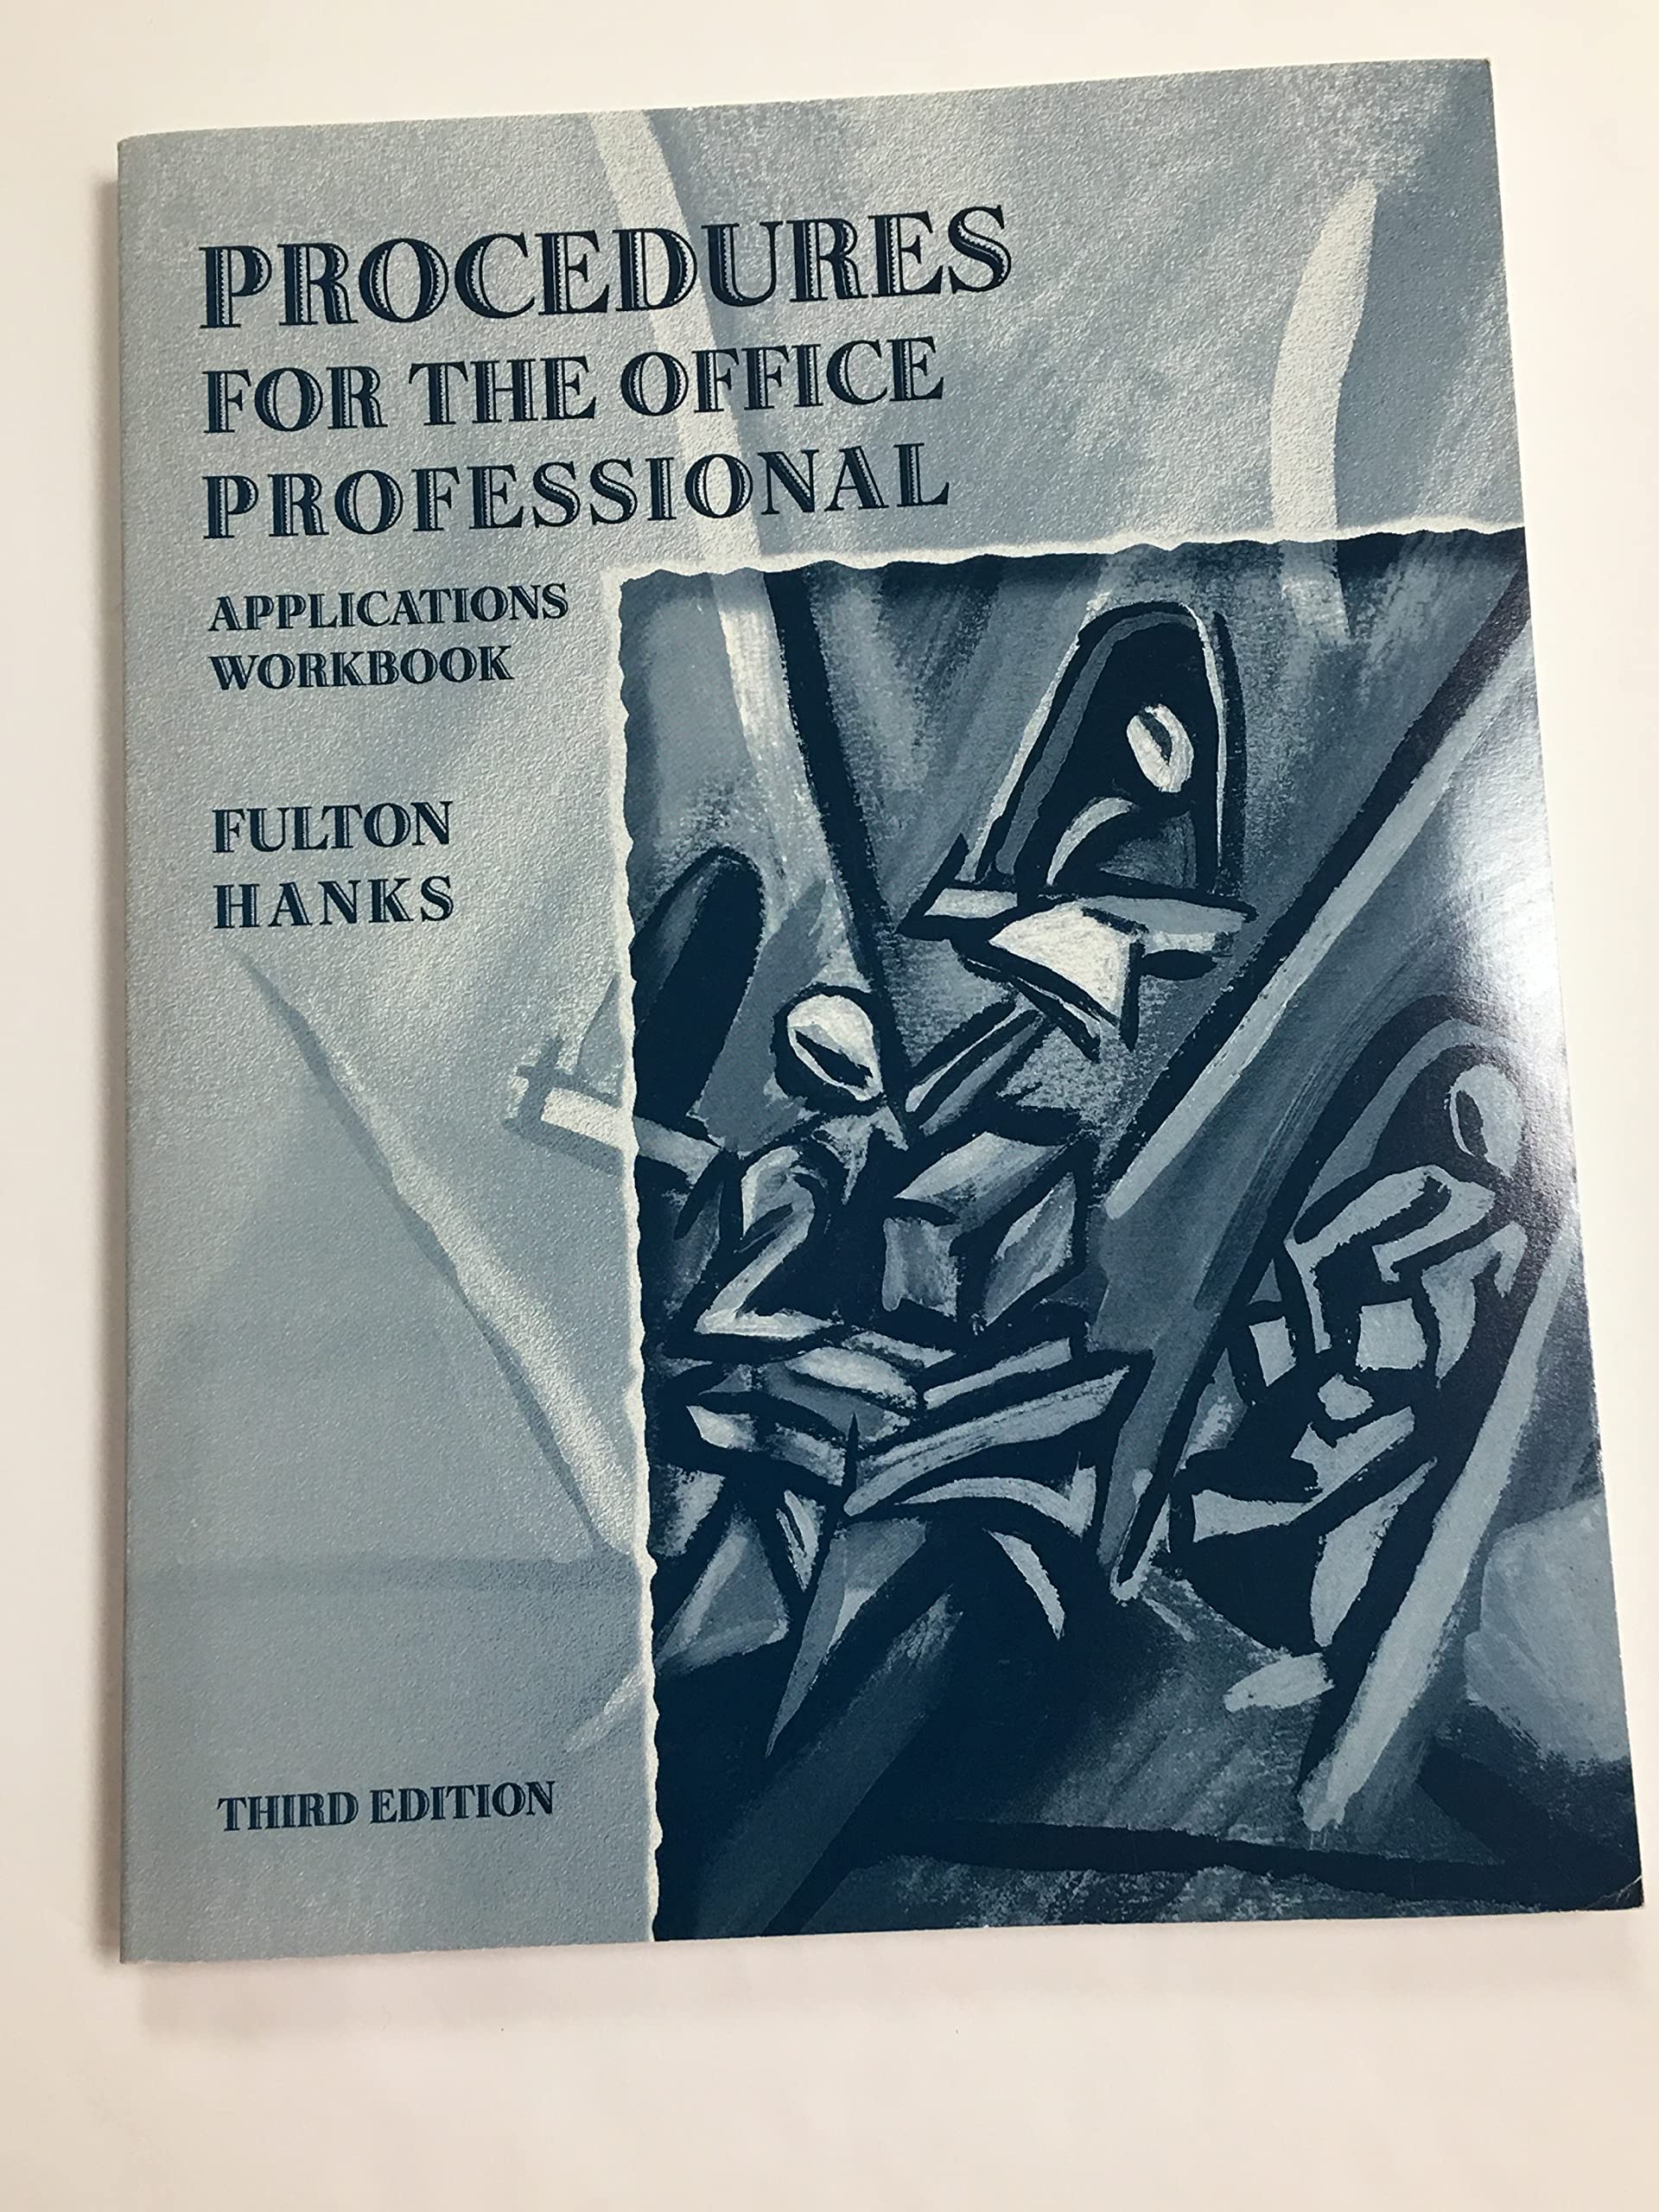 PROCEDURES
FOR THE OFFICE
PROFESSIONAL
APPLICATIONS
WORKBOOK
FULTON
HANKS
THIRD EDITION